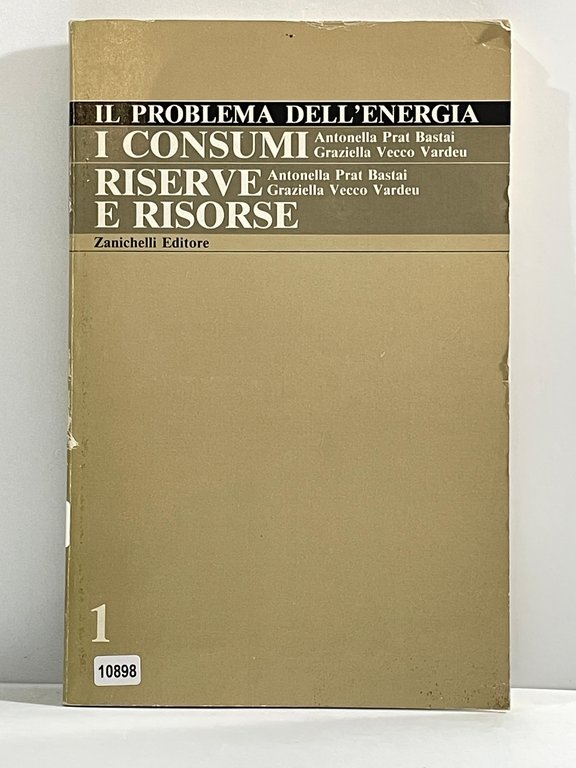 IL PROBLEMA DELL'ENERGIA
I CONSUMI Antonella Prat Bastai
Graziella Vecco Vardeu
RISERVE Antonella Prat Bastai
Graziella Vecco Vardeu
E RISORSE
Zanichelli Editore
1
10898